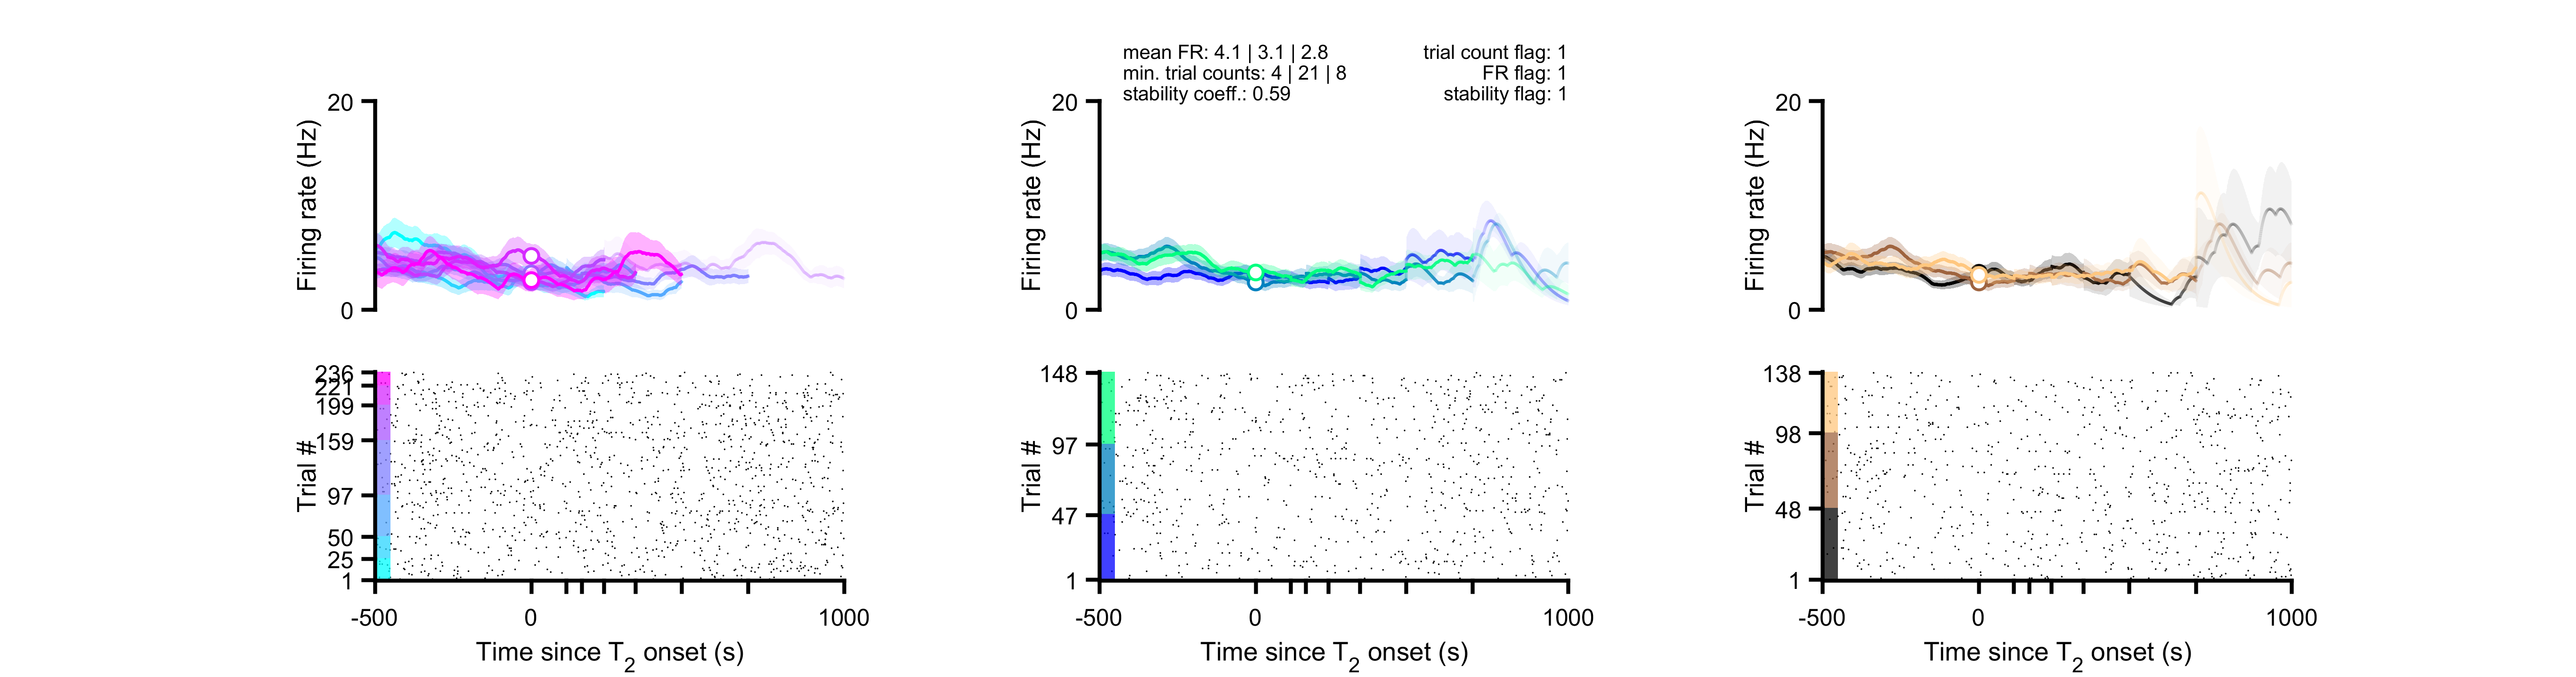 mean FR: 4.1 | 3.1 | 2.8
min. trial counts: 4 | 21 | 8
stability coeff.: 0.59
trial count flag: 1
FR flag: 1
stability flag: 1
20
Firing rate (Hz)
0
20
Firing rate (Hz)
0
20
Firing rate (Hz)
0
236
221
199
159
97
50
25
1
Trial #
-500
0
1000
Time since T2 onset (s)
148
97
47
1
Trial #
-500
0
1000
Time since T2 onset (s)
138
98
48
1
Trial #
-500
0
1000
Time since T2 onset (s)